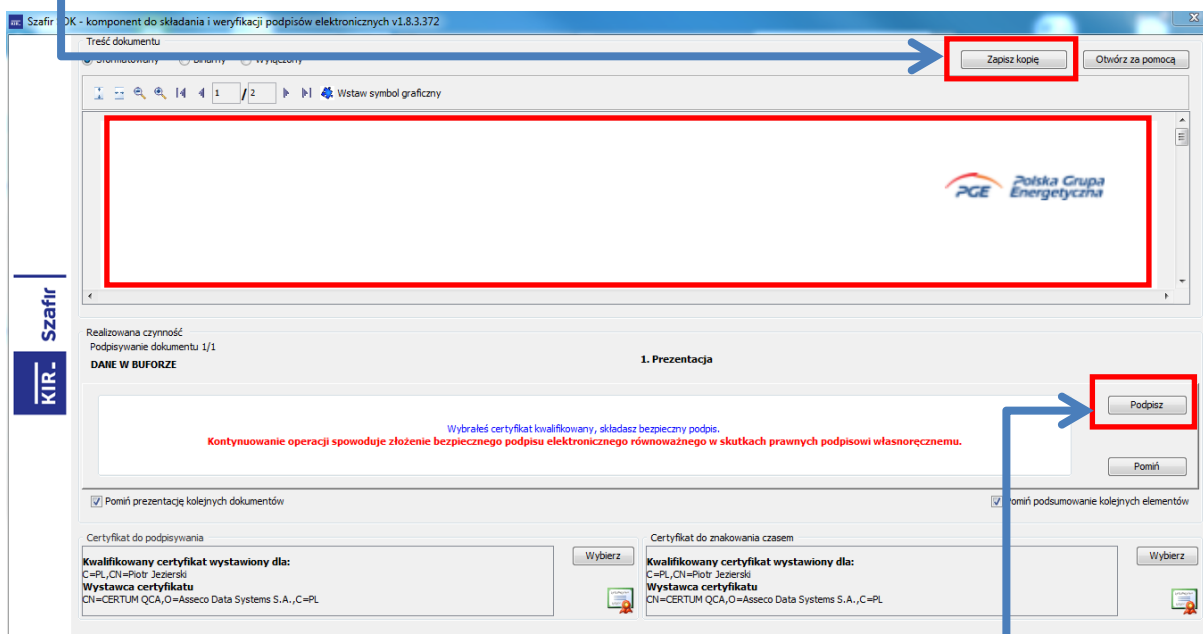 KIR. Szafir SDK - komponent do składania i weryfikacji podpisów elektronicznych v1.8.3.372
Treść dokumentu
Sformatowany Binarny Wyłączony
Zapisz kopię
Otwórz za pomocą
1 / 2 Wstaw symbol graficzny
PGE Polska Grupa
Energetyczna
KIR. Szafir
Realizowana czynność
Podpisywanie dokumentu 1/1
DANE W BUFORZE
1. Prezentacja
Wybrałeś certyfikat kwalifikowany, składasz bezpieczny podpis.
Kontynuowanie operacji spowoduje złożenie bezpiecznego podpisu elektronicznego równoważnego w skutkach prawnych podpisowi własnoręcznemu.
Podpisz
Pomiń
Pomiń prezentację kolejnych dokumentów
Pomiń podsumowanie kolejnych elementów
Certyfikat do podpisywania
Kwalifikowany certyfikat wystawiony dla:
C=PL,CN=Piotr Jezierski
Wystawca certyfikatu
CN=CERTUM QCA,O=Asseco Data Systems S.A.,C=PL
Wybierz
Certyfikat do znakowania czasem
Kwalifikowany certyfikat wystawiony dla:
C=PL,CN=Piotr Jezierski
Wystawca certyfikatu
CN=CERTUM QCA,O=Asseco Data Systems S.A.,C=PL
Wybierz